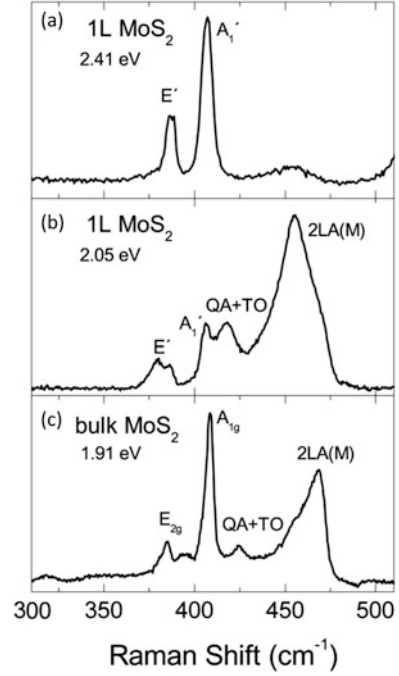 (a) 1L MoS₂
2.41 eV
E´
A₁´
(b) 1L MoS₂
2.05 eV
E´
A₁´
QA+TO
2LA(M)
(c) bulk MoS₂
1.91 eV
E₂g
A₁g
QA+TO
2LA(M)
300 350 400 450 500
Raman Shift (cm⁻¹)